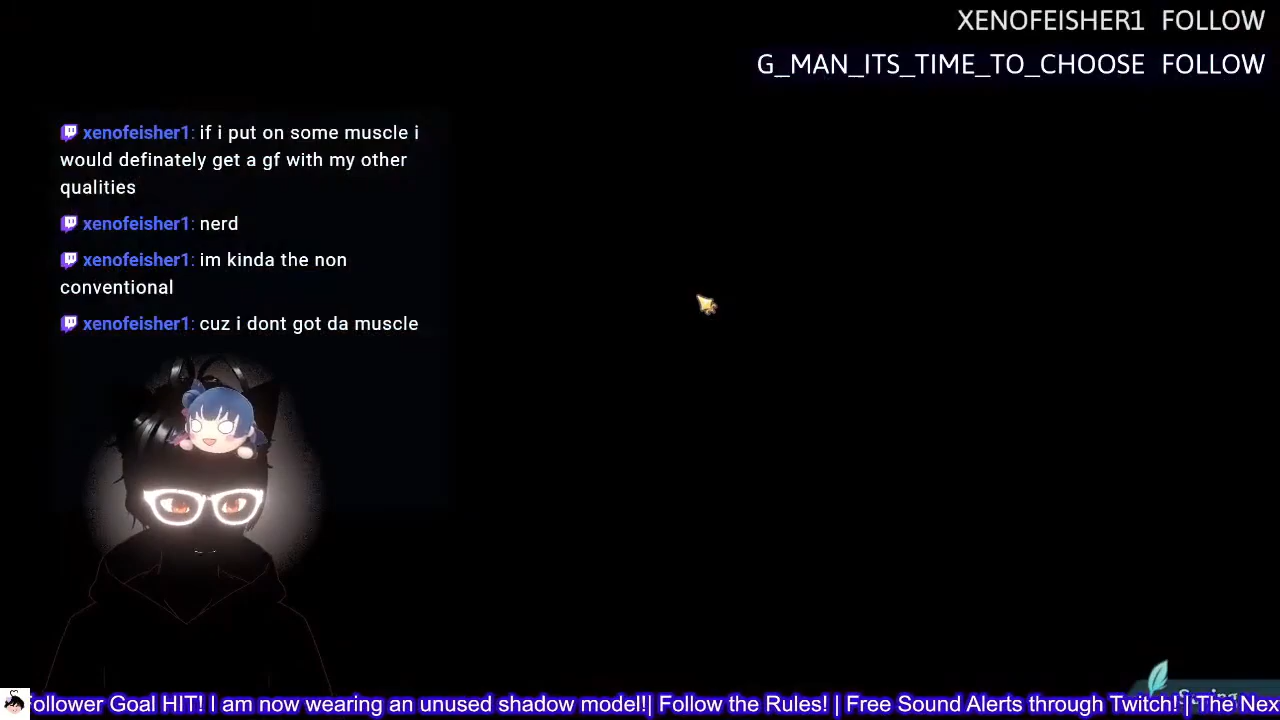 XENOFEISHER1 FOLLOW
G_MAN_ITS_TIME_TO_CHOOSE FOLLOW
xenofeisher1: if i put on some muscle i
would definately get a gf with my other
qualities
xenofeisher1: nerd
xenofeisher1: im kinda the non
conventional
xenofeisher1: cuz i dont got da muscle
Follower Goal HIT! I am now wearing an unused shadow model!| Follow the Rules! | Free Sound Alerts through Twitch! | The Nex